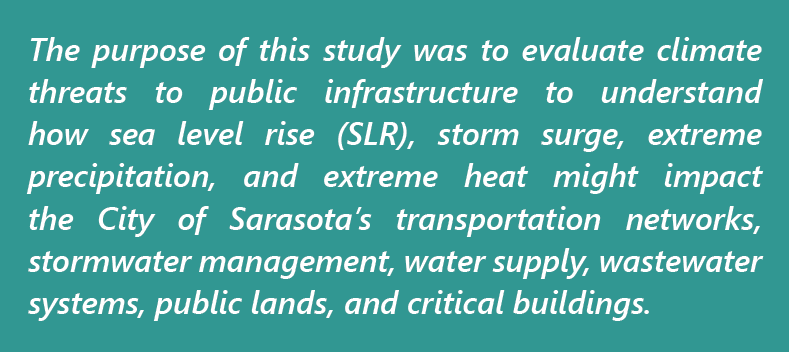 The purpose of this study was to evaluate climate
threats to public infrastructure to understand
how sea level rise (SLR), storm surge, extreme
precipitation, and extreme heat might impact
the City of Sarasota’s transportation networks,
stormwater management, water supply, wastewater
systems, public lands, and critical buildings.